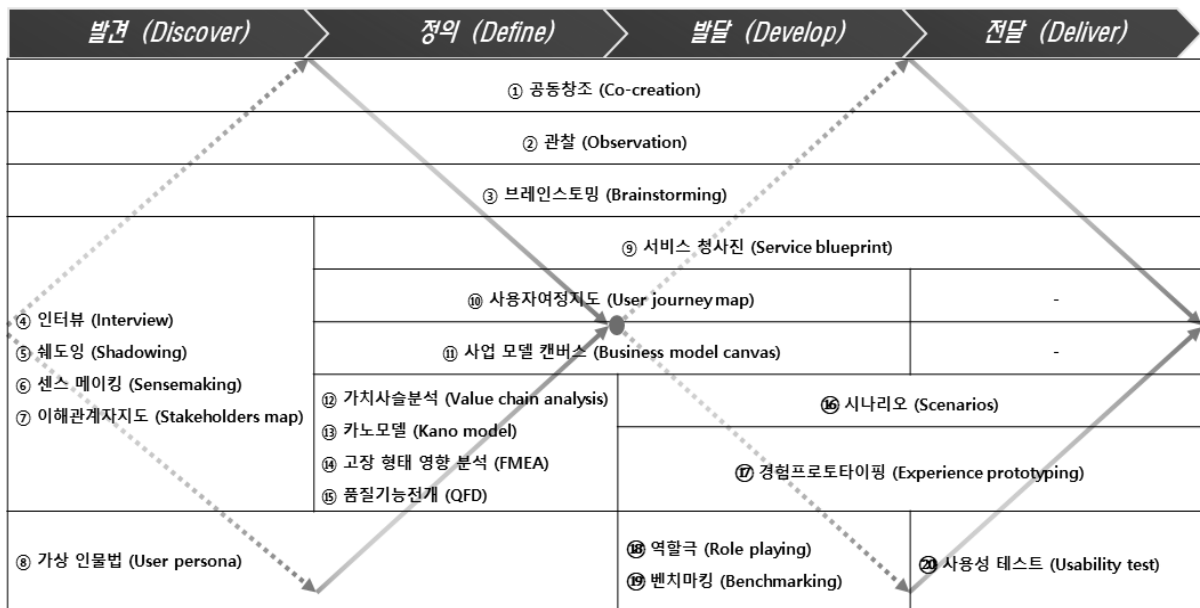 발견 (Discover)
정의 (Define)
발달 (Develop)
전달 (Deliver)
① 공동창조 (Co-creation)
② 관찰 (Observation)
③ 브레인스토밍 (Brainstorming)
④ 인터뷰 (Interview)
⑤ 쉐도잉 (Shadowing)
⑥ 센스 메이킹 (Sensemaking)
⑦ 이해관계자지도 (Stakeholders map)
⑨ 서비스 청사진 (Service blueprint)
⑩ 사용자여정지도 (User journey map)
-
⑪ 사업 모델 캔버스 (Business model canvas)
-
⑫ 가치사슬분석 (Value chain analysis)
⑬ 카노모델 (Kano model)
⑭ 고장 형태 영향 분석 (FMEA)
⑮ 품질기능전개 (QFD)
⑯ 시나리오 (Scenarios)
⑰ 경험프로토타이핑 (Experience prototyping)
⑧ 가상 인물법 (User persona)
⑱ 역할극 (Role playing)
⑲ 벤치마킹 (Benchmarking)
⑳ 사용성 테스트 (Usability test)